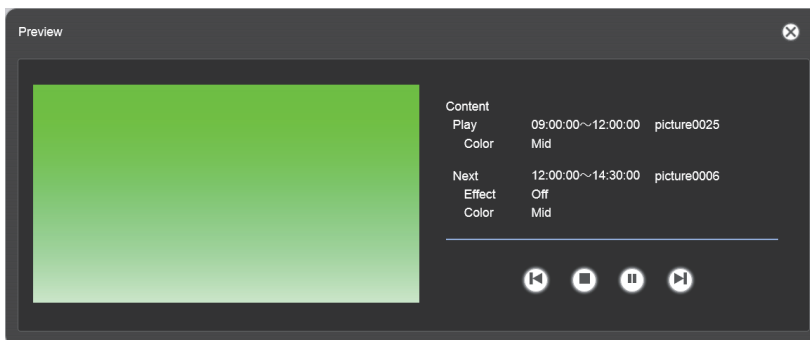 Preview
Content
Play 09:00:00～12:00:00 picture0025
Color Mid
Next 12:00:00～14:30:00 picture0006
Effect Off
Color Mid